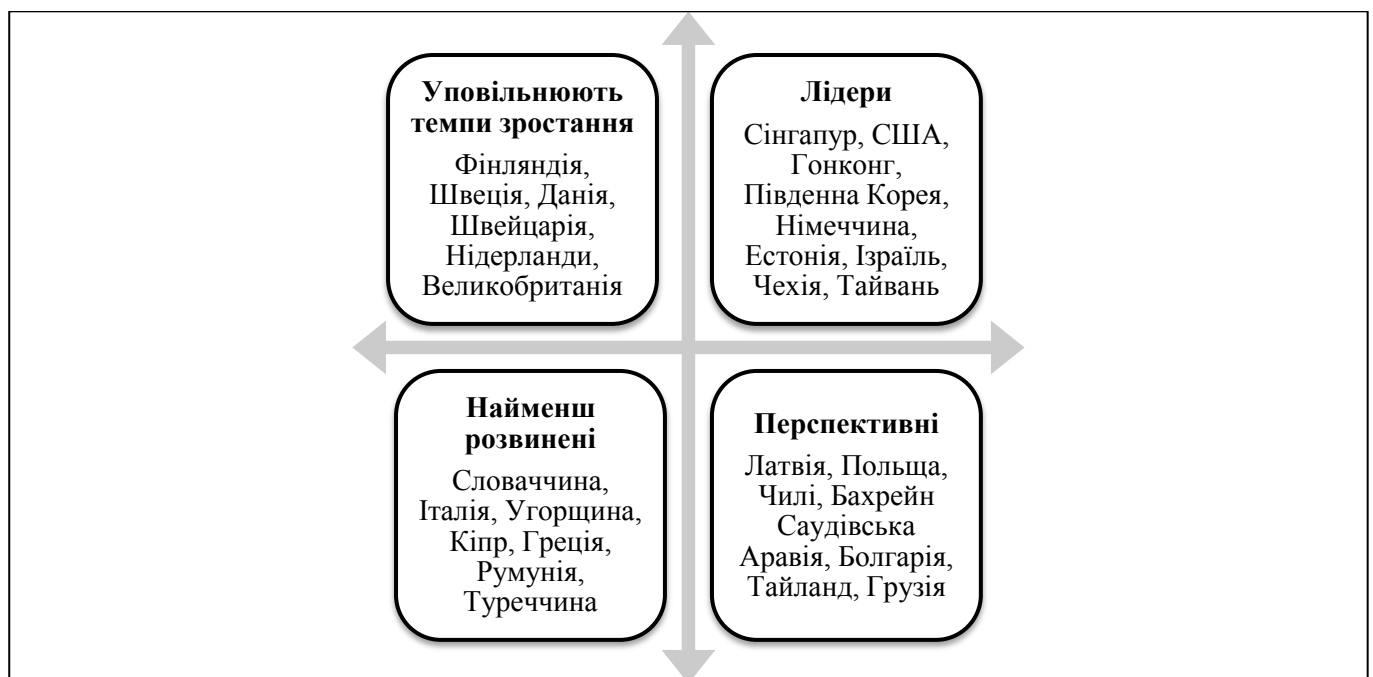 Уповільнюють
темпи зростання
Фінляндія,
Швеція, Данія,
Швейцарія,
Нідерланди,
Великобританія
Лідери
Сінгапур, США,
Гонконг,
Південна Корея,
Німеччина,
Естонія, Ізраїль,
Чехія, Тайвань
Найменш
розвинені
Словаччина,
Італія, Угорщина,
Кіпр, Греція,
Румунія,
Туреччина
Перспективні
Латвія, Польща,
Чилі, Бахрейн
Саудівська
Аравія, Болгарія,
Тайланд, Грузія